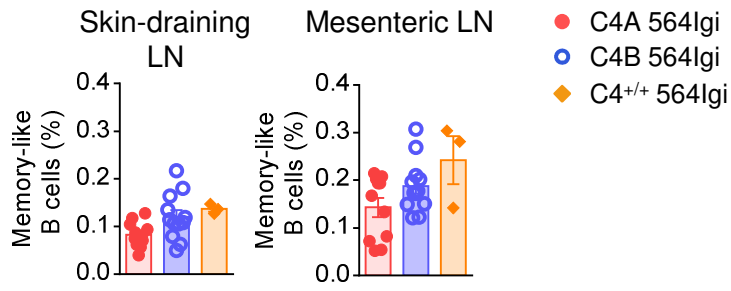 Skin-draining
LN
Mesenteric LN
C4A 564Igi
C4B 564Igi
C4+/+ 564Igi
Memory-like
B cells (%)
0.4
0.3
0.2
0.1
0.0
Memory-like
B cells (%)
0.4
0.3
0.2
0.1
0.0